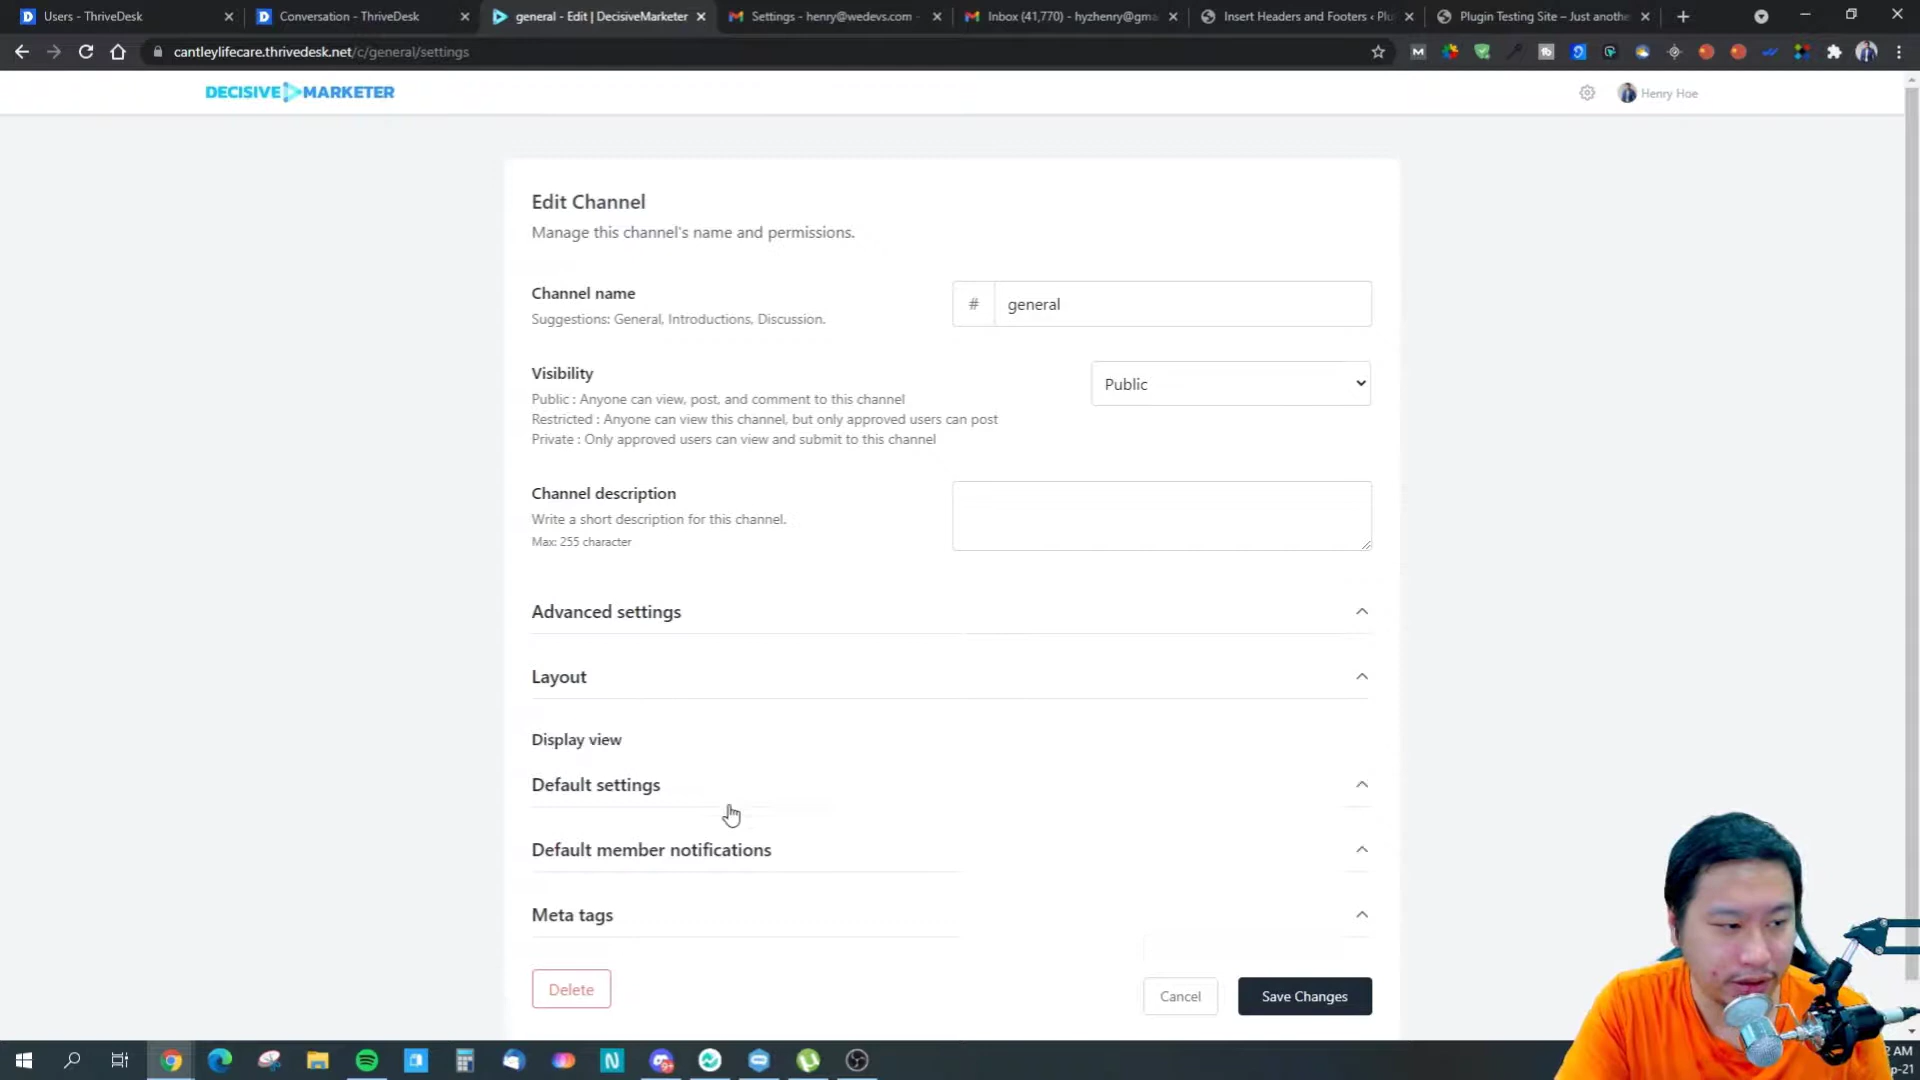 Users - ThriveDesk
Conversation - ThriveDesk
general - Edit | DecisiveMarketer
Settings - henry@wedevs.com -
Inbox (41,770) - hyzhenry@gma
Insert Headers and Footers ‹ Plu
Plugin Testing Site – Just anothe
cantleylifecare.thrivedesk.net/c/general/settings
DECISIVE MARKETER
Henry Hoe
Edit Channel
Manage this channel's name and permissions.
Channel name
Suggestions: General, Introductions, Discussion.
# general
Visibility
Public : Anyone can view, post, and comment to this channel
Restricted : Anyone can view this channel, but only approved users can post
Private : Only approved users can view and submit to this channel
Public
Channel description
Write a short description for this channel.
Max: 255 character
Advanced settings
Layout
Display view
Default settings
Default member notifications
Meta tags
Delete
Cancel
Save Changes
2 AM
p-21